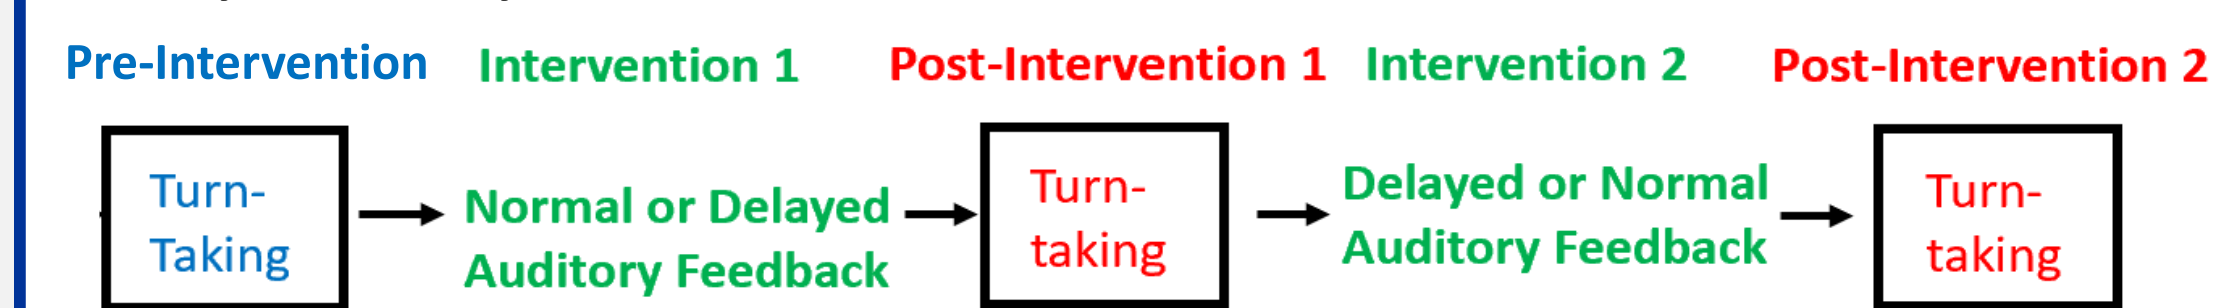 Pre-Intervention Intervention 1 Post-Intervention 1 Intervention 2 Post-Intervention 2
Turn-
Taking
Normal or Delayed
Auditory Feedback
Turn-
taking
Delayed or Normal
Auditory Feedback
Turn-
taking